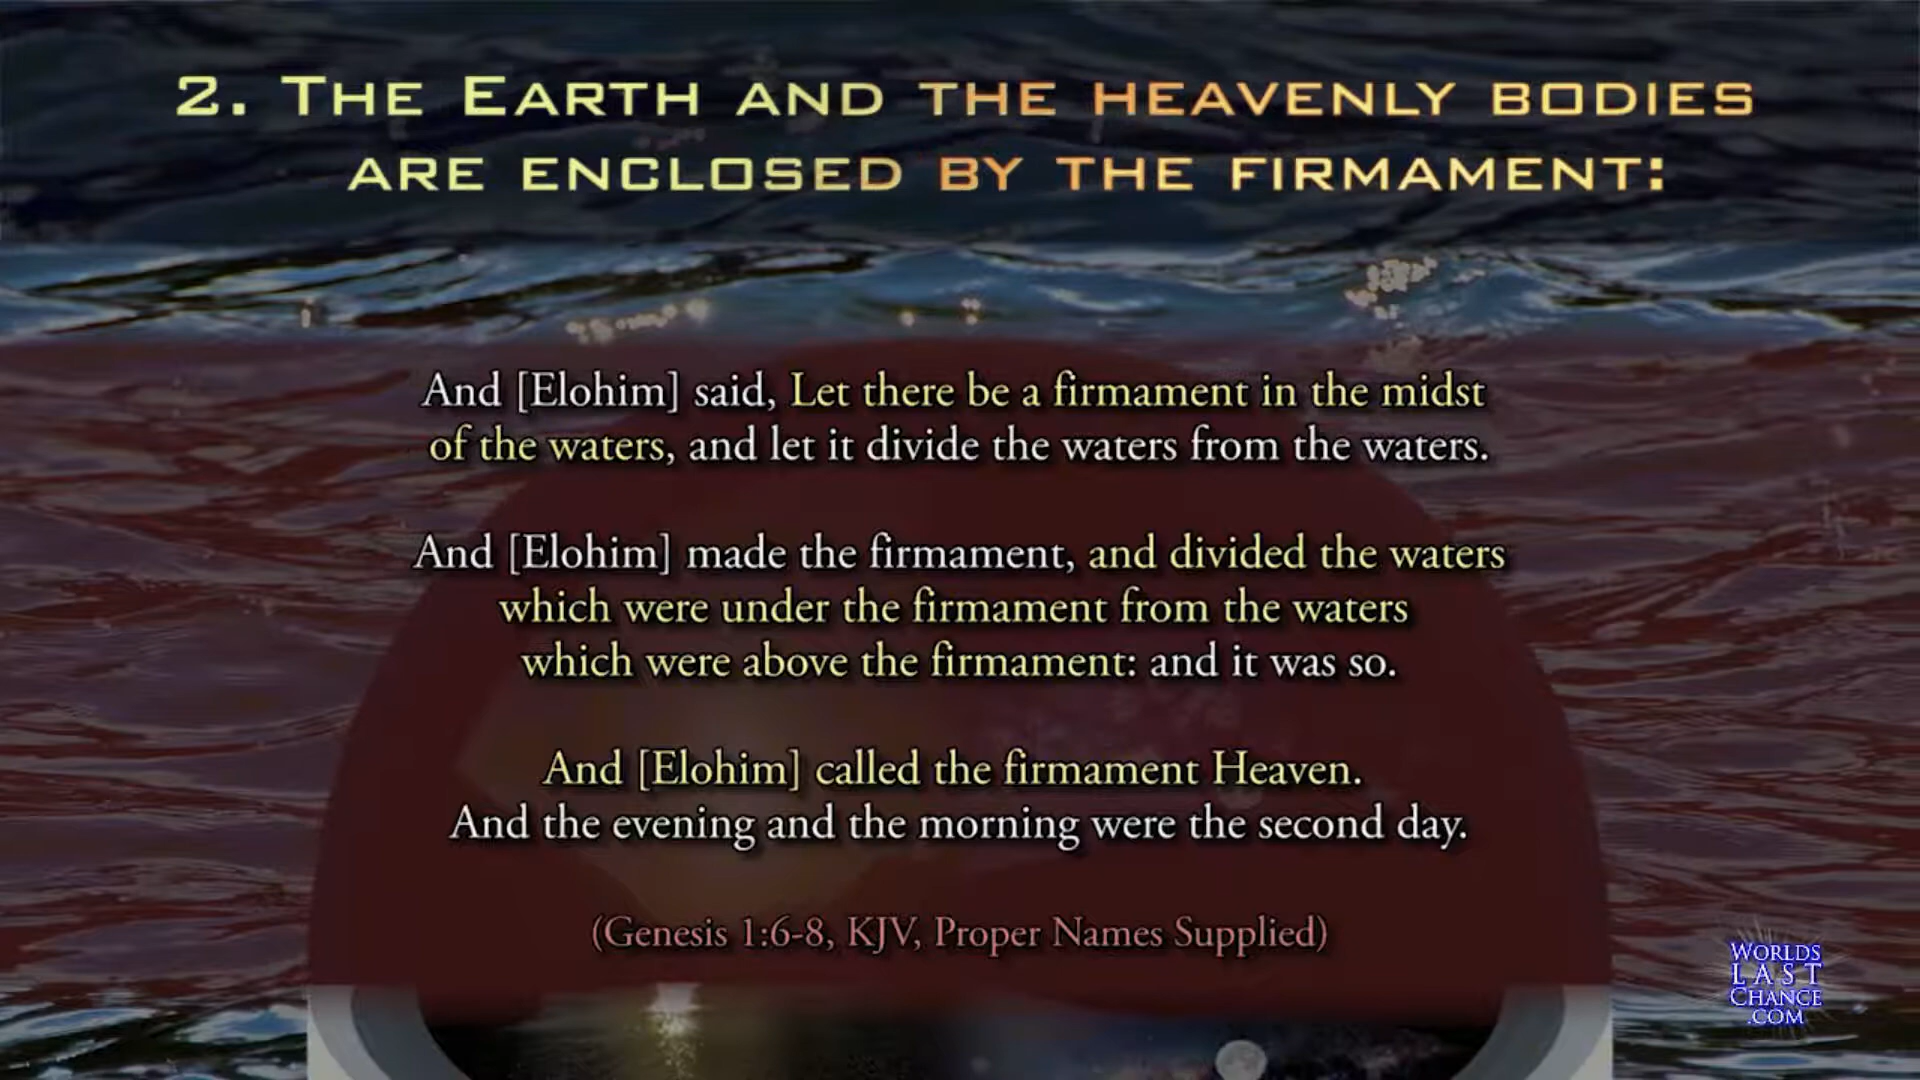 2. The Earth and the heavenly bodies
are enclosed by the firmament:
And [Elohim] said, Let there be a firmament in the midst
of the waters, and let it divide the waters from the waters.
And [Elohim] made the firmament, and divided the waters
which were under the firmament from the waters
which were above the firmament: and it was so.
And [Elohim] called the firmament Heaven.
And the evening and the morning were the second day.
(Genesis 1:6-8, KJV, Proper Names Supplied)
Worlds
Last
Chance
.com